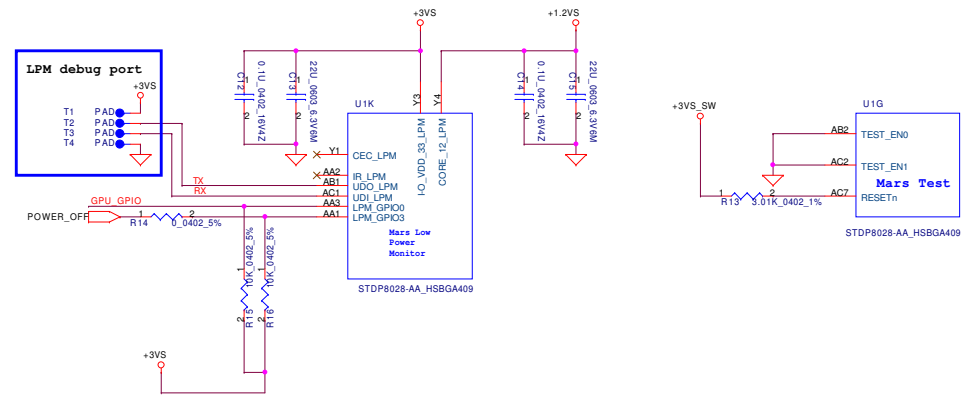 +3VS
+1.2VS
LPM debug port
+3VS
T1 PAD
T2 PAD
T3 PAD
T4 PAD
C12
1
2
0.1U_0402_16V4Z
C13
1
2
22U_0603_6.3V6M
Y3
Y4
C14
1
2
0.1U_0402_16V4Z
C15
1
2
22U_0603_6.3V6M
U1K
I-O_VDD_33_LPM
CORE_12_LPM
Y1 CEC_LPM
AA2 IR_LPM
TX AB1 UDO_LPM
RX AC1 UDI_LPM
GPU_GPIO AA3 LPM_GPIO0
POWER_OFF 1 2 AA1 LPM_GPIO3
R14 0_0402_5%
Mars Low
Power
Monitor
STDP8028-AA_HSBGA409
1
2
R15
10K_0402_5%
1
2
R16
10K_0402_5%
+3VS
+3VS_SW
U1G
AB2 TEST_EN0
AC2 TEST_EN1
Mars Test
1 2 AC7 RESETn
R13 3.01K_0402_1%
STDP8028-AA_HSBGA409